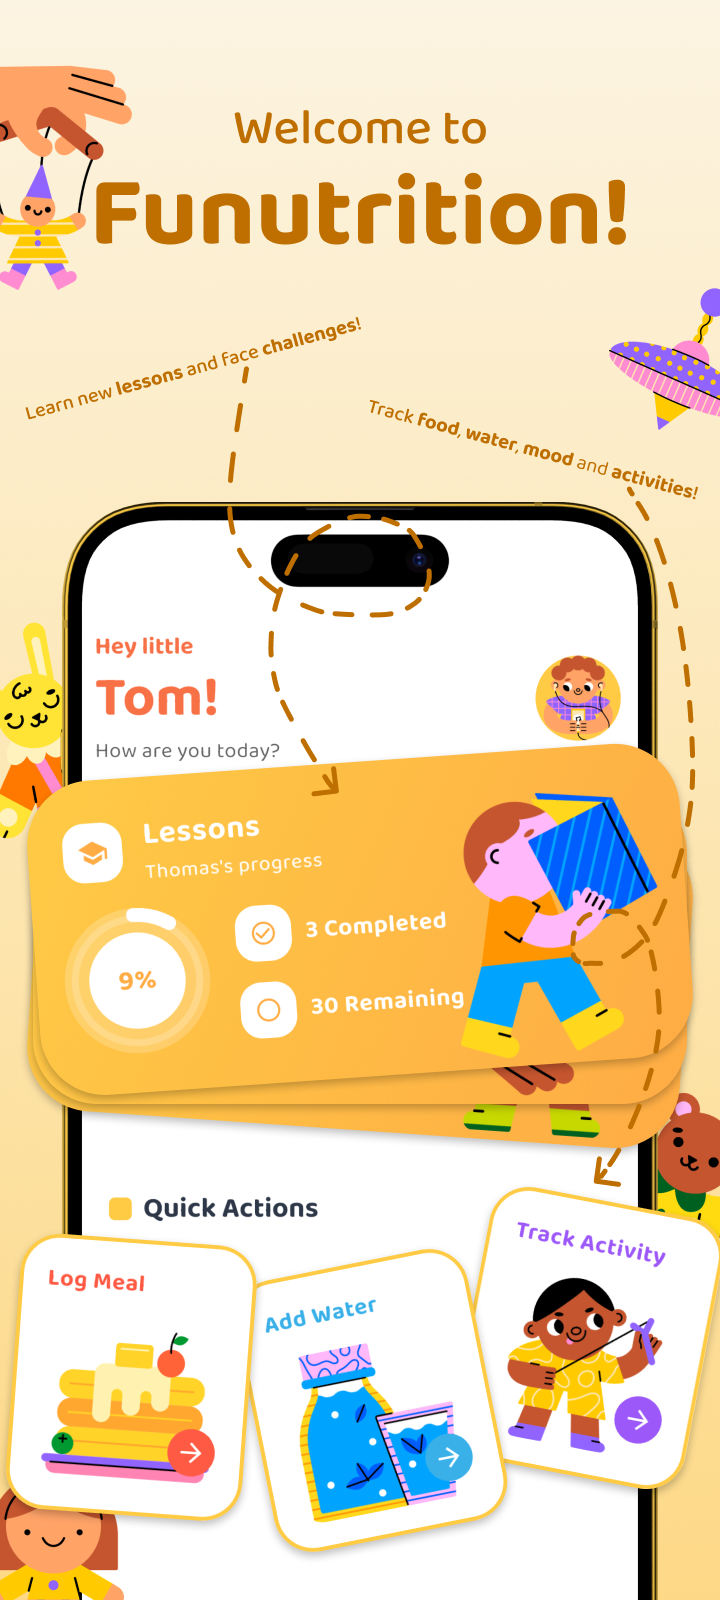 Welcome to
Funutrition!
Learn new lessons and face challenges!
Track food, water, mood and activities!
Hey little
Tom!
How are you today?
Lessons
Thomas's progress
9%
3 Completed
30 Remaining
Quick Actions
Log Meal
Add Water
Track Activity